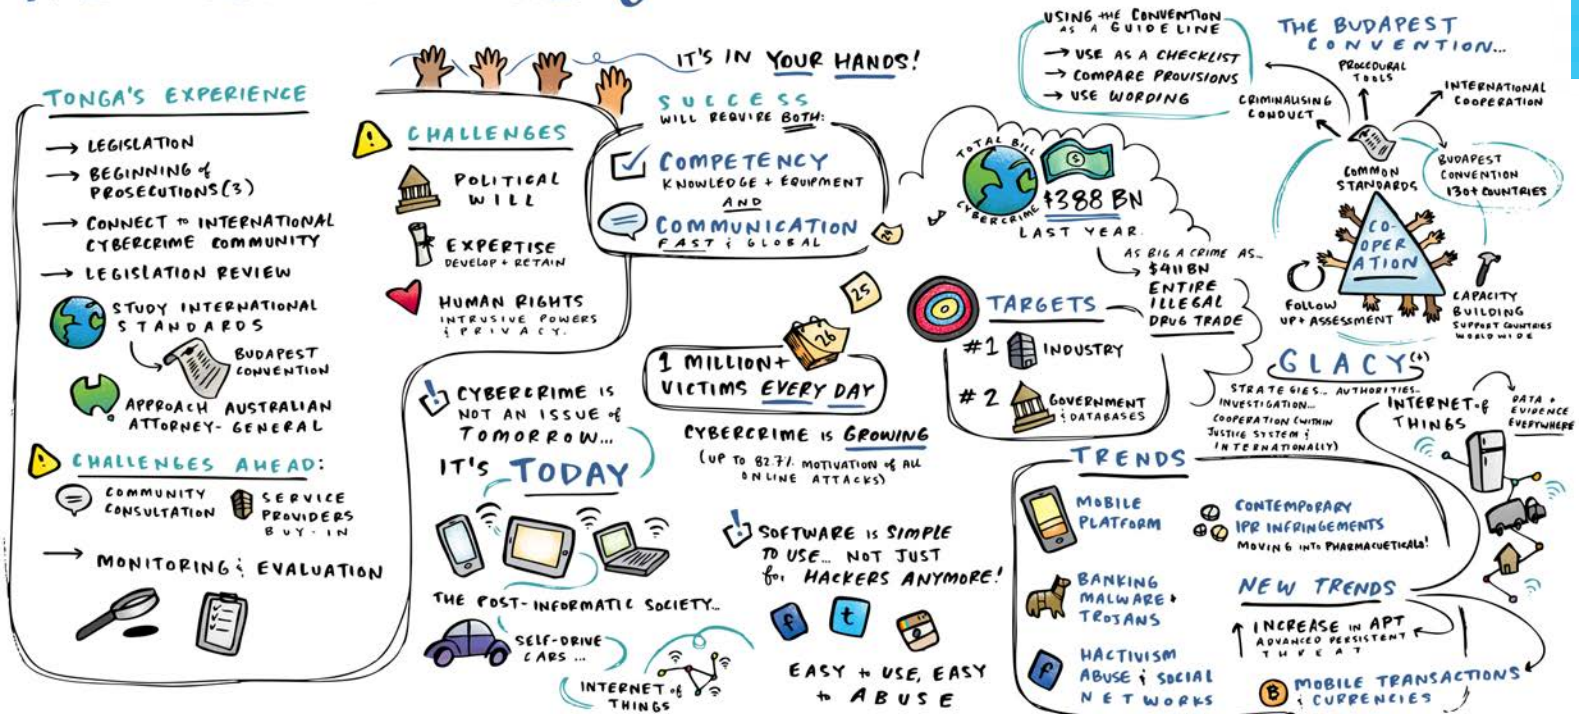 TONGA'S EXPERIENCE
→ LEGISLATION
→ BEGINNING of
PROSECUTIONS (3)
→ CONNECT to INTERNATIONAL
CYBERCRIME COMMUNITY
→ LEGISLATION REVIEW
STUDY INTERNATIONAL
STANDARDS
BUDAPEST
CONVENTION
APPROACH AUSTRALIAN
ATTORNEY-GENERAL
CHALLENGES AHEAD:
COMMUNITY
CONSULTATION
SERVICE
PROVIDERS
BUY-IN
→ MONITORING & EVALUATION
IT'S IN YOUR HANDS!
CHALLENGES
POLITICAL
WILL
EXPERTISE
DEVELOP + RETAIN
HUMAN RIGHTS
INTRUSIVE POWERS
& PRIVACY.
SUCCESS
WILL REQUIRE BOTH:
COMPETENCY
KNOWLEDGE + EQUIPMENT
AND
COMMUNICATION
FAST & GLOBAL
24
25
26
1 MILLION+
VICTIMS EVERY DAY
CYBERCRIME IS GROWING
(UP TO 82.7% MOTIVATION of ALL
ONLINE ATTACKS)
! CYBERCRIME IS
NOT AN ISSUE of
TOMORROW...
IT'S TODAY
THE POST-INFORMATIC SOCIETY...
SELF-DRIVE
CARS...
INTERNET of
THINGS
! SOFTWARE IS SIMPLE
TO USE... NOT JUST
for HACKERS ANYMORE!
f
t
EASY to USE, EASY
to ABUSE
TOTAL BILL
CYBERCRIME
$
$388 BN
LAST YEAR.
AS BIG A CRIME AS...
$411 BN
ENTIRE
ILLEGAL
DRUG TRADE
TARGETS
#1 INDUSTRY
#2 GOVERNMENT
& DATABASES
USING the CONVENTION
AS A GUIDELINE
→ USE AS A CHECKLIST
→ COMPARE PROVISIONS
→ USE WORDING
THE BUDAPEST
CONVENTION...
PROCEDURAL
TOOLS
INTERNATIONAL
COOPERATION
CRIMINALISING
CONDUCT
COMMON
STANDARDS
BUDAPEST
CONVENTION
130+ COUNTRIES
CO-
OPER
ATION
FOLLOW
UP + ASSESSMENT
CAPACITY
BUILDING
SUPPORT COUNTRIES
WORLDWIDE
GLACY(+)
STRATEGIES... AUTHORITIES...
INVESTIGATION...
COOPERATION (WITHIN
JUSTICE SYSTEM &
INTERNATIONALLY)
INTERNET of
THINGS
DATA +
EVIDENCE
EVERYWHERE
TRENDS
MOBILE
PLATFORM
CONTEMPORARY
IPR INFRINGEMENTS
MOVING INTO PHARMACUETICALS!
BANKING
MALWARE +
TROJANS
f
HACTIVISM
ABUSE & SOCIAL
NETWORKS
NEW TRENDS
↑ INCREASE IN APT
ADVANCED PERSISTENT
THREAT
B
MOBILE TRANSACTIONS
& CURRENCIES